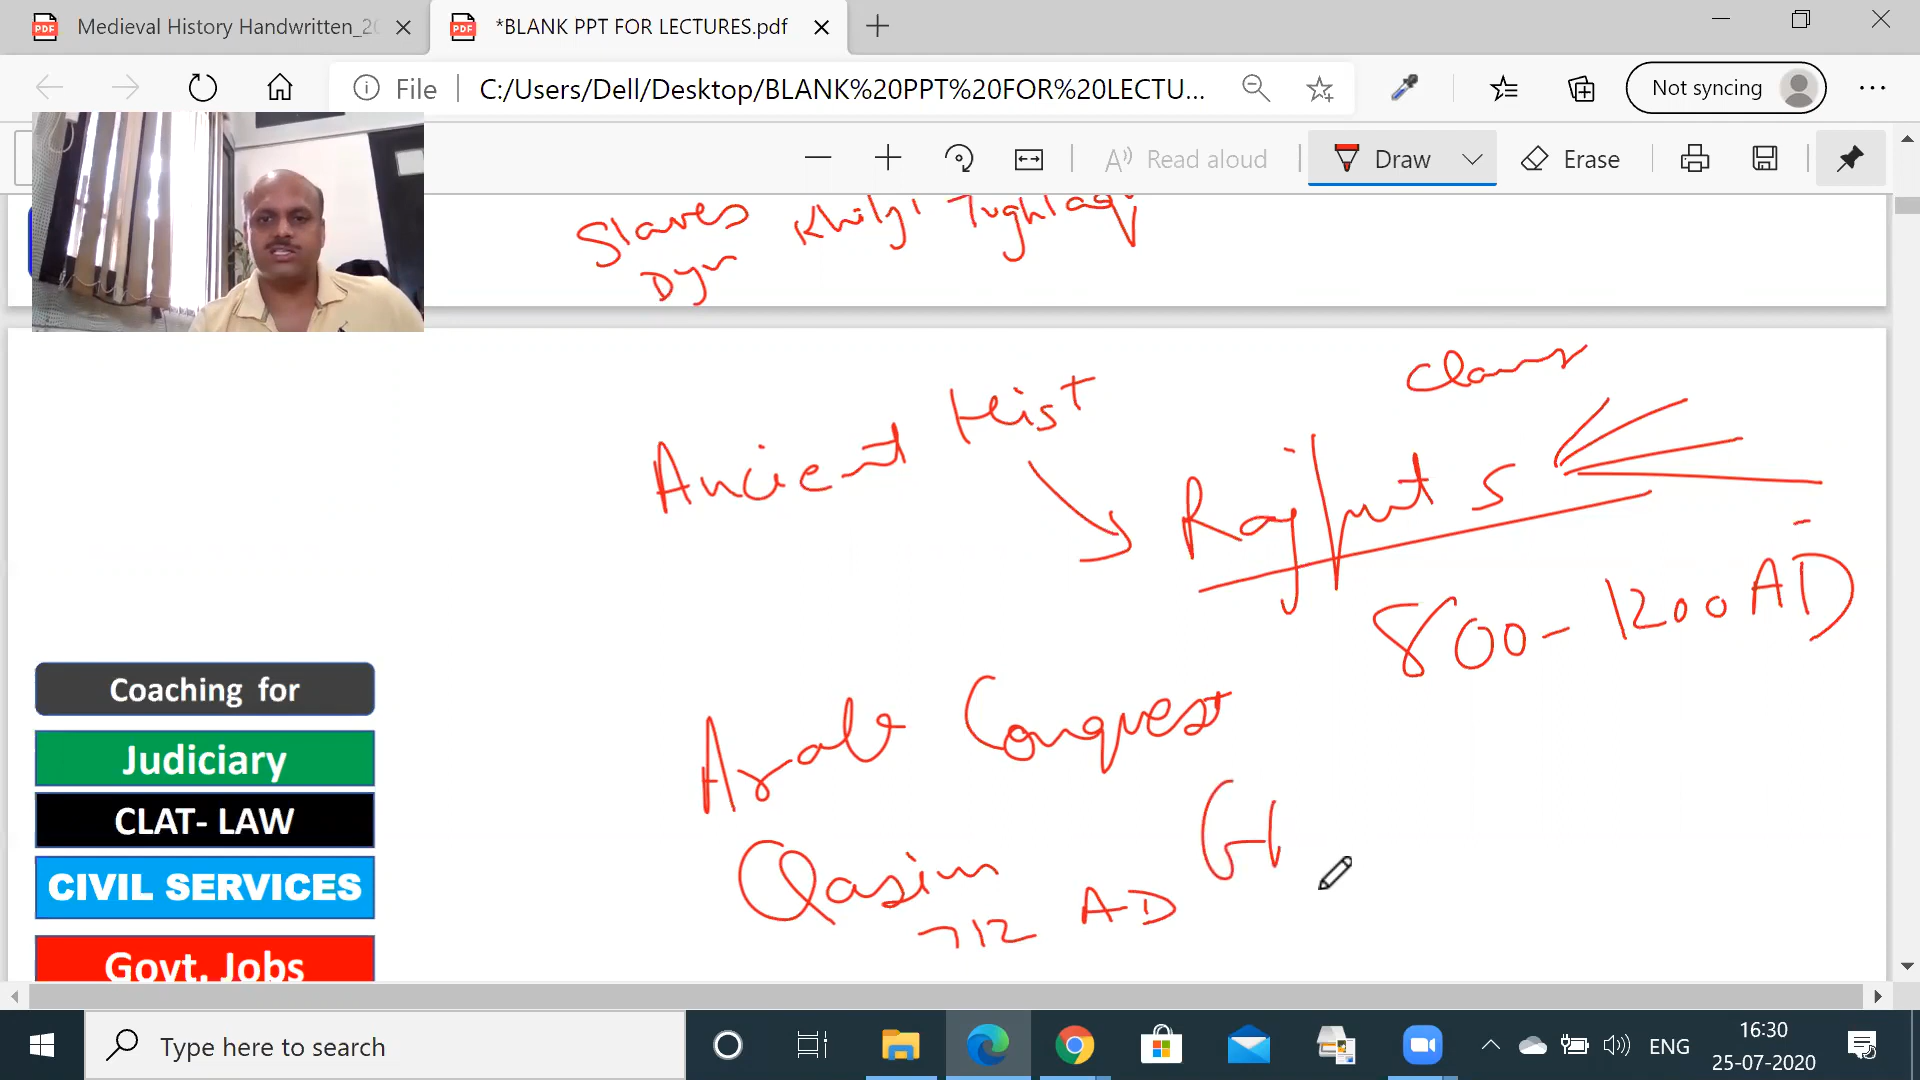 Medieval History Handwritten_20
*BLANK PPT FOR LECTURES.pdf
File
C:/Users/Dell/Desktop/BLANK%20PPT%20FOR%20LECTU...
Not syncing
Read aloud
Draw
Erase
Slaves Khilji Tughlaq
Dyn
Clans
Ancient Hist
Rajputs
800-1200 AD
Arab Conquest
Qasim
712 AD
Gh
Coaching for
Judiciary
CLAT- LAW
CIVIL SERVICES
Govt. Jobs
Type here to search
ENG
16:30
25-07-2020